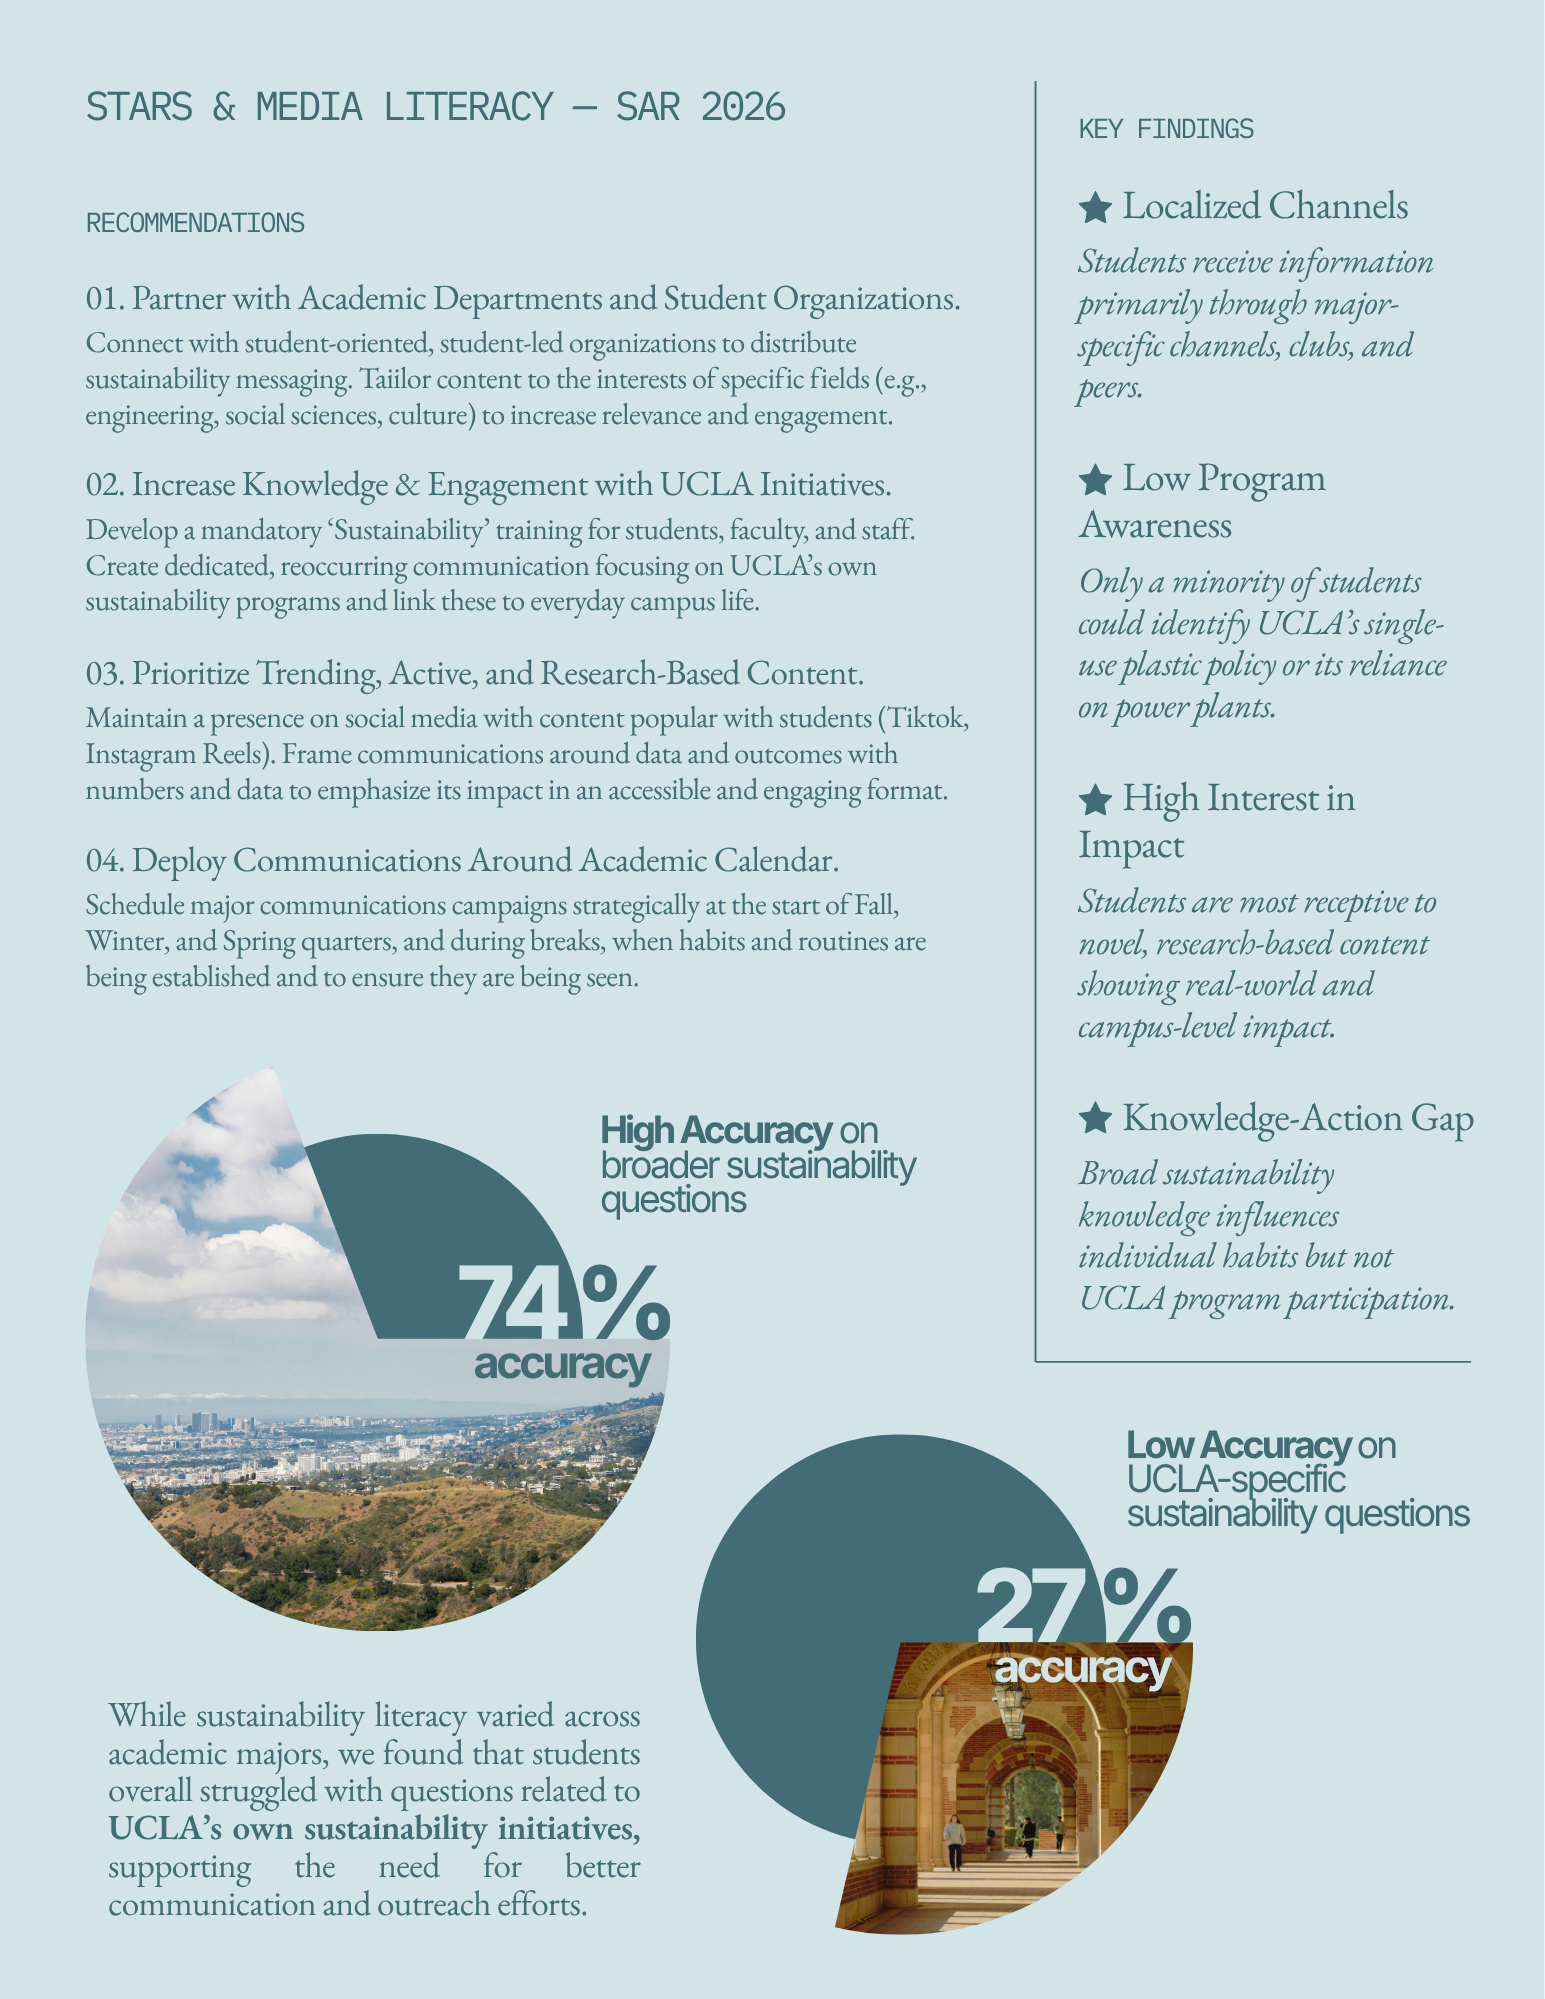 STARS & MEDIA LITERACY — SAR 2026
RECOMMENDATIONS
01. Partner with Academic Departments and Student Organizations.
Connect with student-oriented, student-led organizations to distribute
sustainability messaging. Taiilor content to the interests of specific fields (e.g.,
engineering, social sciences, culture) to increase relevance and engagement.
02. Increase Knowledge & Engagement with UCLA Initiatives.
Develop a mandatory ‘Sustainability’ training for students, faculty, and staff.
Create dedicated, reoccurring communication focusing on UCLA’s own
sustainability programs and link these to everyday campus life.
03. Prioritize Trending, Active, and Research-Based Content.
Maintain a presence on social media with content popular with students (Tiktok,
Instagram Reels). Frame communications around data and outcomes with
numbers and data to emphasize its impact in an accessible and engaging format.
04. Deploy Communications Around Academic Calendar.
Schedule major communications campaigns strategically at the start of Fall,
Winter, and Spring quarters, and during breaks, when habits and routines are
being established and to ensure they are being seen.
KEY FINDINGS
★ Localized Channels
Students receive information
primarily through major-
specific channels, clubs, and
peers.
★ Low Program
Awareness
Only a minority of students
could identify UCLA’s single-
use plastic policy or its reliance
on power plants.
★ High Interest in
Impact
Students are most receptive to
novel, research-based content
showing real-world and
campus-level impact.
★ Knowledge-Action Gap
Broad sustainability
knowledge influences
individual habits but not
UCLA program participation.
High Accuracy on
broader sustainability
questions
74%
accuracy
Low Accuracy on
UCLA-specific
sustainability questions
27%
accuracy
While sustainability literacy varied across
academic majors, we found that students
overall struggled with questions related to
UCLA’s own sustainability initiatives,
supporting the need for better
communication and outreach efforts.